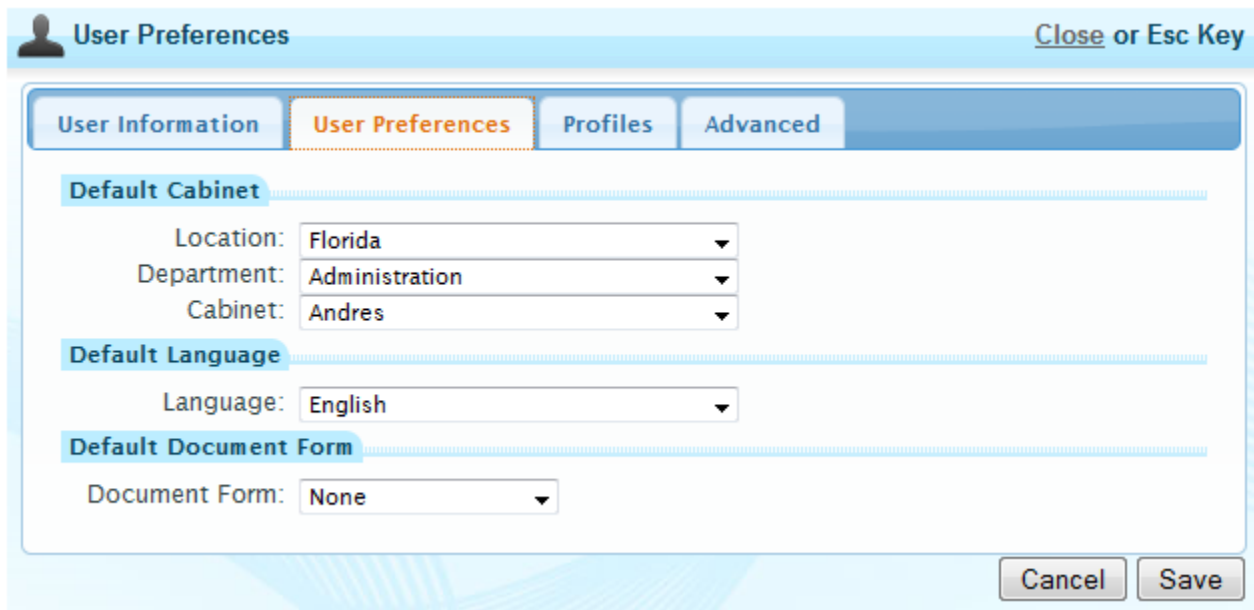 User Preferences Close or Esc Key
User Information User Preferences Profiles Advanced
Default Cabinet
Location: Florida
Department: Administration
Cabinet: Andres
Default Language
Language: English
Default Document Form
Document Form: None
Cancel Save